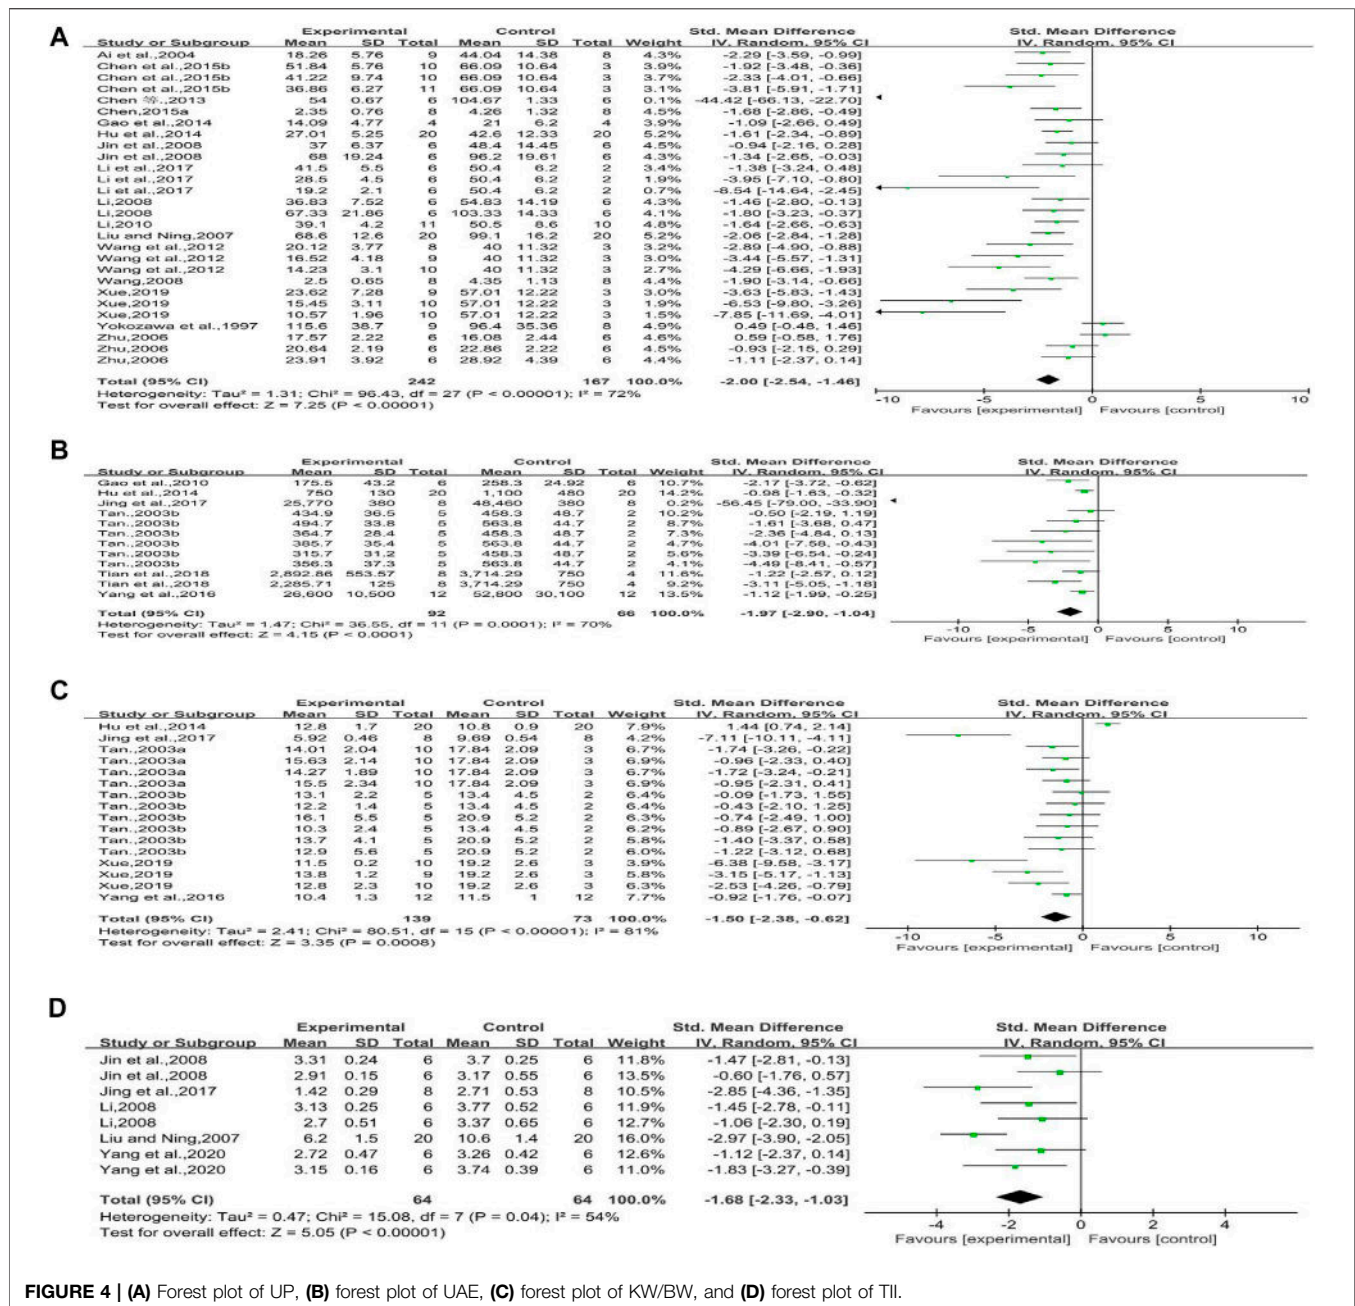 A
Experimental Control Std. Mean Difference Std. Mean Difference
Study or Subgroup Mean SD Total Mean SD Total Weight IV. Random. 95% CI IV. Random. 95% CI
Ai et al.,2004 18.26 5.76 9 44.04 14.38 8 4.3% -2.29 [-3.59, -0.99]
Chen et al.,2015b 51.84 5.76 10 66.09 10.64 3 3.8% -1.92 [-3.48, -0.36]
Chen et al.,2015b 41.22 9.74 10 66.09 10.64 3 3.6% -2.33 [-4.01, -0.66]
Chen et al.,2015b 36.86 6.27 11 66.09 10.64 3 3.0% -3.81 [-5.91, -1.71]
Chen 等.,2013 54 0.67 6 104.67 1.33 6 0.1% -44.42 [-66.13, -22.70]
Chen,2015a 2.35 0.76 8 4.26 1.32 8 4.5% -1.68 [-2.86, -0.49]
Gao et al.,2014 14.09 4.77 4 21 6.2 4 3.9% -1.09 [-2.66, 0.49]
Hu et al.,2014 27.01 5.25 20 42.6 12.33 20 5.2% -1.61 [-2.34, -0.89]
Jin et al.,2008 37 6.37 6 48.4 14.45 6 4.4% -0.94 [-2.16, 0.28]
Jin et al.,2008 68 19.24 6 96.2 19.61 6 4.3% -1.34 [-2.65, -0.03]
Li et al.,2017 41.5 5.5 6 50.4 6.2 2 3.4% -1.38 [-3.24, 0.48]
Li et al.,2017 28.5 4.5 6 50.4 6.2 2 1.9% -3.95 [-7.10, -0.80]
Li et al.,2017 19.2 2.1 6 50.4 6.2 2 0.7% -8.54 [-14.64, -2.45]
Li,2008 36.83 7.52 6 54.83 14.19 6 4.3% -1.46 [-2.80, -0.13]
Li,2008 67.33 21.86 6 103.33 14.33 6 4.1% -1.80 [-3.23, -0.37]
Li,2010 39.1 4.2 11 50.5 8.6 10 4.8% -1.64 [-2.66, -0.63]
Liu and Ning,2007 68.6 12.6 20 99.1 16.2 20 5.2% -2.06 [-2.84, -1.28]
Wang et al.,2012 20.12 3.77 8 40 11.32 3 3.2% -2.89 [-4.90, -0.88]
Wang et al.,2012 16.52 4.18 9 40 11.32 3 3.0% -3.44 [-5.57, -1.31]
Wang et al.,2012 14.23 3.1 10 40 11.32 3 2.7% -4.29 [-6.66, -1.93]
Wang,2008 2.5 0.65 8 4.35 1.13 8 4.4% -1.90 [-3.14, -0.66]
Xue,2019 23.62 7.28 9 57.01 12.22 3 2.9% -3.63 [-5.83, -1.43]
Xue,2019 15.45 3.11 10 57.01 12.22 3 1.9% -6.53 [-9.80, -3.26]
Xue,2019 10.57 1.96 10 57.01 12.22 3 1.5% -7.85 [-11.69, -4.01]
Yokozawa et al.,1997 115.6 38.7 9 96.4 35.36 8 4.9% 0.49 [-0.48, 1.46]
Zhu,2006 17.57 2.22 6 16.08 2.44 6 4.5% 0.59 [-0.58, 1.76]
Zhu,2006 20.64 2.19 6 22.86 2.22 6 4.5% -0.93 [-2.15, 0.29]
Zhu,2006 23.91 3.92 6 28.92 4.39 6 4.4% -1.11 [-2.37, 0.14]
Total (95% CI) 242 167 100.0% -2.00 [-2.54, -1.46]
Heterogeneity: Tau² = 1.31; Chi² = 96.43, df = 27 (P < 0.00001); I² = 72%
Test for overall effect: Z = 7.25 (P < 0.00001)
-10 -5 0 5 10
Favours [experimental] Favours [control]
B
Experimental Control Std. Mean Difference Std. Mean Difference
Study or Subgroup Mean SD Total Mean SD Total Weight IV. Random. 95% CI IV. Random. 95% CI
Gao et al.,2010 175.5 43.2 6 258.3 24.92 6 10.7% -2.17 [-3.72, -0.62]
Hu et al.,2014 750 130 20 1,100 480 20 14.2% -0.98 [-1.63, -0.32]
Jing et al.,2017 25,770 380 8 48,460 380 8 0.2% -56.45 [-79.00, -33.90]
Tan.,2003b 434.9 36.5 5 458.3 48.7 2 10.2% -0.50 [-2.19, 1.19]
Tan.,2003b 494.7 33.8 5 563.8 44.7 2 8.7% -1.61 [-3.68, 0.47]
Tan.,2003b 364.7 28.4 5 458.3 48.7 2 7.3% -2.36 [-4.84, 0.13]
Tan.,2003b 385.7 35.4 5 563.8 44.7 2 4.7% -4.01 [-7.58, -0.43]
Tan.,2003b 315.7 31.2 5 458.3 48.7 2 5.6% -3.39 [-6.54, -0.24]
Tan.,2003b 356.3 37.3 5 563.8 44.7 2 4.1% -4.49 [-8.41, -0.57]
Tian et al.,2018 2,892.86 553.57 8 3,714.29 750 4 11.6% -1.22 [-2.57, 0.12]
Tian et al.,2018 2,285.71 125 8 3,714.29 750 4 9.2% -3.11 [-5.05, -1.18]
Yang et al.,2016 26,600 10,500 12 52,800 30,100 12 13.5% -1.12 [-1.99, -0.25]
Total (95% CI) 92 66 100.0% -1.97 [-2.90, -1.04]
Heterogeneity: Tau² = 1.47; Chi² = 36.55, df = 11 (P = 0.0001); I² = 70%
Test for overall effect: Z = 4.15 (P < 0.0001)
-10 -5 0 5 10
Favours [experimental] Favours [control]
C
Experimental Control Std. Mean Difference Std. Mean Difference
Study or Subgroup Mean SD Total Mean SD Total Weight IV. Random. 95% CI IV. Random. 95% CI
Hu et al.,2014 12.8 1.7 20 10.8 0.9 20 7.9% 1.44 [0.74, 2.14]
Jing et al.,2017 5.92 0.46 8 9.69 0.54 8 4.2% -7.11 [-10.11, -4.11]
Tan.,2003a 14.01 2.04 10 17.84 2.09 3 6.7% -1.74 [-3.26, -0.22]
Tan.,2003a 15.63 2.14 10 17.84 2.09 3 6.9% -0.96 [-2.33, 0.40]
Tan.,2003a 14.27 1.89 10 17.84 2.09 3 6.7% -1.72 [-3.24, -0.21]
Tan.,2003a 15.5 2.34 10 17.84 2.09 3 6.9% -0.95 [-2.31, 0.41]
Tan.,2003b 13.1 2.2 5 13.4 4.5 2 6.4% -0.09 [-1.73, 1.55]
Tan.,2003b 12.2 1.4 5 13.4 4.5 2 6.4% -0.43 [-2.10, 1.25]
Tan.,2003b 16.1 5.5 5 20.9 5.2 2 6.3% -0.74 [-2.49, 1.00]
Tan.,2003b 10.3 2.4 5 13.4 4.5 2 6.2% -0.89 [-2.67, 0.90]
Tan.,2003b 13.7 4.1 5 20.9 5.2 2 5.9% -1.40 [-3.37, 0.58]
Tan.,2003b 12.9 5.6 5 20.9 5.2 2 6.0% -1.22 [-3.12, 0.68]
Xue,2019 11.5 0.2 10 19.2 2.6 3 3.9% -6.38 [-9.58, -3.17]
Xue,2019 13.8 1.2 9 19.2 2.6 3 5.8% -3.15 [-5.17, -1.13]
Xue,2019 12.8 2.3 10 19.2 2.6 3 6.3% -2.53 [-4.26, -0.79]
Yang et al.,2016 10.4 1.3 12 11.5 1 12 7.7% -0.92 [-1.76, -0.07]
Total (95% CI) 139 73 100.0% -1.50 [-2.38, -0.62]
Heterogeneity: Tau² = 2.41; Chi² = 80.51, df = 15 (P < 0.00001); I² = 81%
Test for overall effect: Z = 3.35 (P = 0.0008)
-10 -5 0 5 10
Favours [experimental] Favours [control]
D
Experimental Control Std. Mean Difference Std. Mean Difference
Study or Subgroup Mean SD Total Mean SD Total Weight IV. Random, 95% CI IV. Random, 95% CI
Jin et al.,2008 3.31 0.24 6 3.7 0.25 6 11.8% -1.47 [-2.81, -0.13]
Jin et al.,2008 2.91 0.15 6 3.17 0.55 6 13.5% -0.60 [-1.76, 0.57]
Jing et al.,2017 1.42 0.29 8 2.71 0.53 8 10.5% -2.85 [-4.36, -1.35]
Li,2008 3.13 0.25 6 3.77 0.52 6 11.9% -1.45 [-2.78, -0.11]
Li,2008 2.7 0.51 6 3.37 0.65 6 12.7% -1.06 [-2.30, 0.19]
Liu and Ning,2007 6.2 1.5 20 10.6 1.4 20 16.0% -2.97 [-3.90, -2.05]
Yang et al.,2020 2.72 0.47 6 3.26 0.42 6 12.6% -1.12 [-2.37, 0.14]
Yang et al.,2020 3.15 0.16 6 3.74 0.39 6 11.0% -1.83 [-3.27, -0.39]
Total (95% CI) 64 64 100.0% -1.68 [-2.33, -1.03]
Heterogeneity: Tau² = 0.47; Chi² = 15.08, df = 7 (P = 0.04); I² = 54%
Test for overall effect: Z = 5.05 (P < 0.00001)
-4 -2 0 2 4
Favours [experimental] Favours [control]
FIGURE 4 | (A) Forest plot of UP, (B) forest plot of UAE, (C) forest plot of KW/BW, and (D) forest plot of TII.